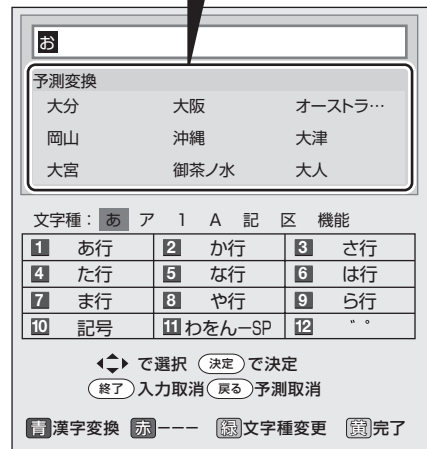 お
予測変換
大分 大阪 オーストラ…
岡山 沖縄 大津
大宮 御茶ノ水 大人
文字種： あ ア 1 A 記 区 機能
1 あ行 2 か行 3 さ行
4 た行 5 な行 6 は行
7 ま行 8 や行 9 ら行
10 記号 11 わをんーSP 12 ゛゜
で選択 決定 で決定
終了 入力取消 戻る 予測取消
青 漢字変換 赤 ーーー 緑 文字種変更 黄 完了